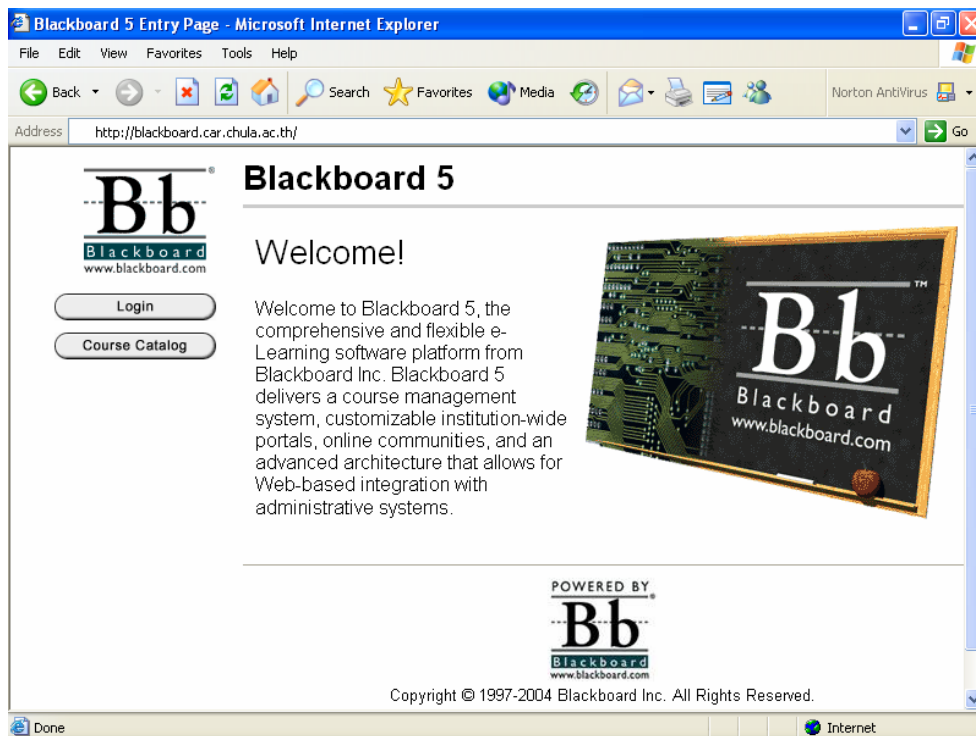 Blackboard 5 Entry Page - Microsoft Internet Explorer
File Edit View Favorites Tools Help
Back Search Favorites Media Norton AntiVirus
Address http://blackboard.car.chula.ac.th/ Go
Bb®
Blackboard
www.blackboard.com
Login
Course Catalog
Blackboard 5
Welcome!
Welcome to Blackboard 5, the
comprehensive and flexible e-
Learning software platform from
Blackboard Inc. Blackboard 5
delivers a course management
system, customizable institution-wide
portals, online communities, and an
advanced architecture that allows for
Web-based integration with
administrative systems.
Bb™
Blackboard
www.blackboard.com
POWERED BY
Bb®
Blackboard
www.blackboard.com
Copyright © 1997-2004 Blackboard Inc. All Rights Reserved.
Done Internet